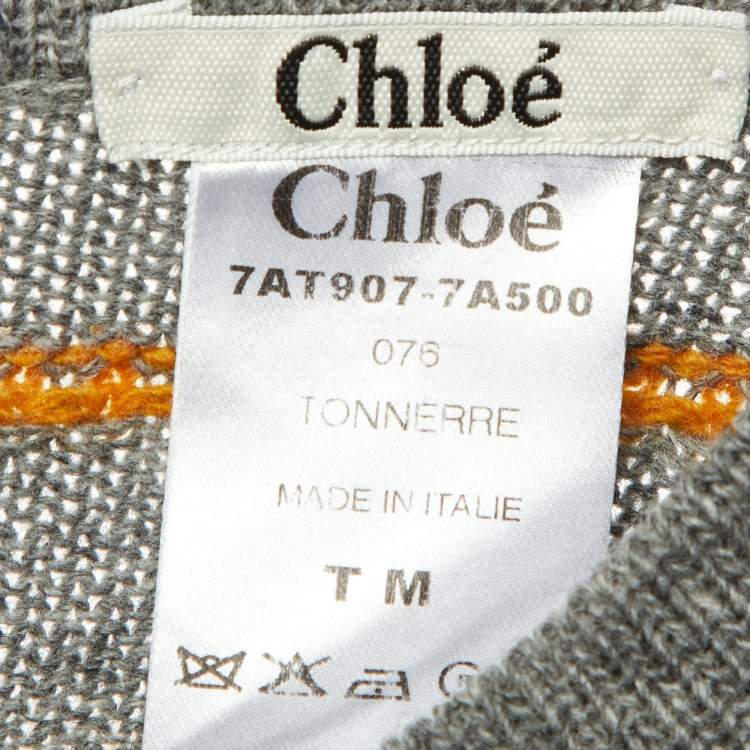 Chloé
Chloé
7AT907-7A500
076
TONNERRE
MADE IN ITALIE
T M